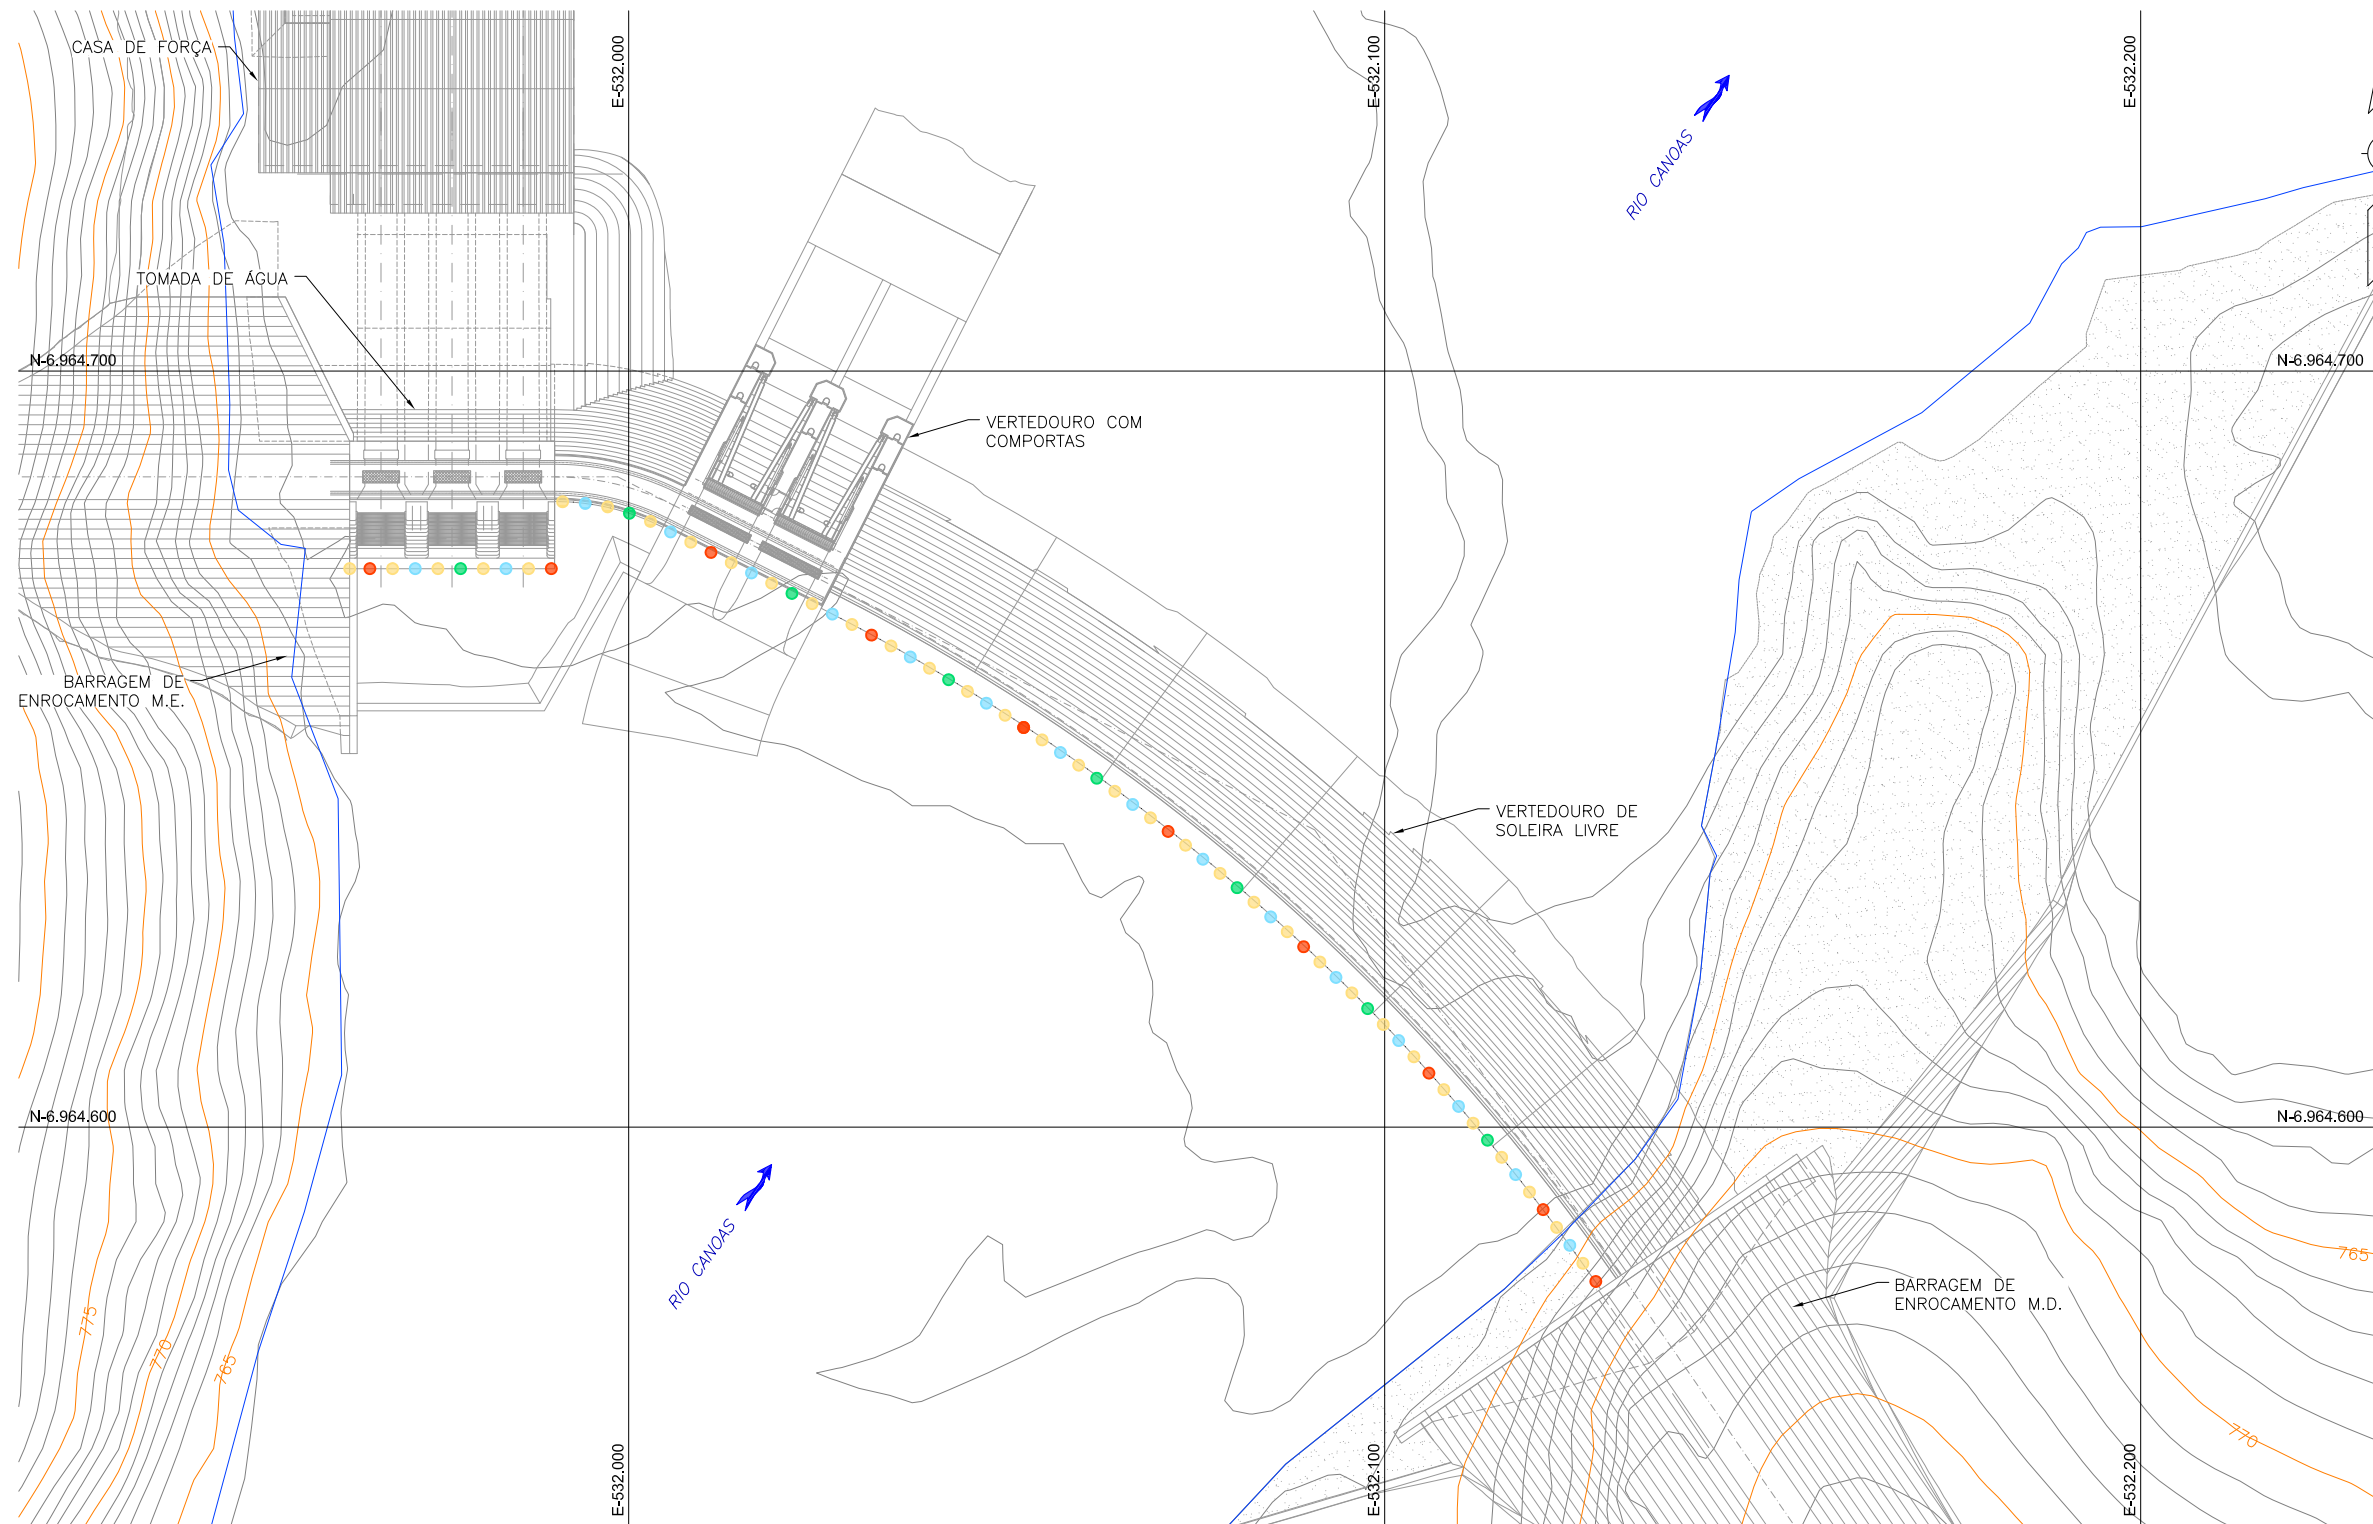 CASA DE FORÇA
E-532.000
E-532.100
E-532.200
RIO CANOAS
TOMADA DE ÁGUA
N-6.964.700
N-6.964.700
VERTEDOURO COM
COMPORTAS
BARRAGEM DE
ENROCAMENTO M.E.
VERTEDOURO DE
SOLEIRA LIVRE
N-6.964.600
N-6.964.600
RIO CANOAS
765
BARRAGEM DE
ENROCAMENTO M.D.
775
770
765
770
E-532.000
E-532.100
E-532.200